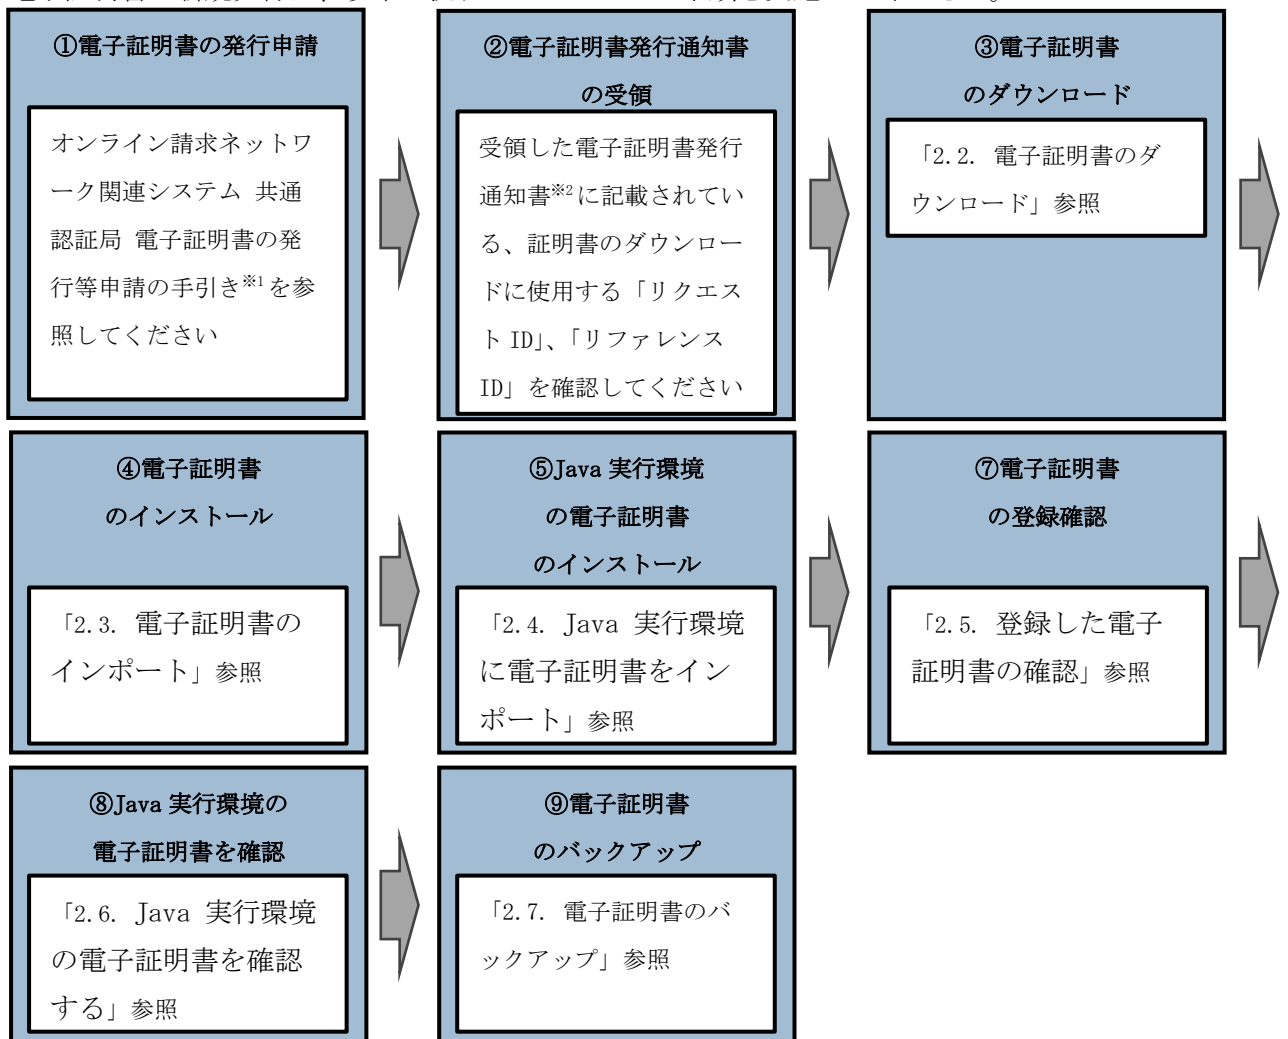 ①電子証明書の発行申請
オンライン請求ネットワ
ーク関連システム 共通
認証局 電子証明書の発
行等申請の手引き※1を参
照してください
②電子証明書発行通知書
の受領
受領した電子証明書発行
通知書※2に記載されてい
る、証明書のダウンロー
ドに使用する「リクエス
ト ID」、「リファレンス
ID」を確認してください
③電子証明書
のダウンロード
「2.2. 電子証明書のダ
ウンロード」参照
④電子証明書
のインストール
「2.3. 電子証明書の
インポート」参照
⑤Java 実行環境
の電子証明書
のインストール
「2.4. Java 実行環境
に電子証明書をイン
ポート」参照
⑦電子証明書
の登録確認
「2.5. 登録した電子
証明書の確認」参照
⑧Java 実行環境の
電子証明書を確認
「2.6. Java 実行環境
の電子証明書を確認
する」参照
⑨電子証明書
のバックアップ
「2.7. 電子証明書のバ
ックアップ」参照